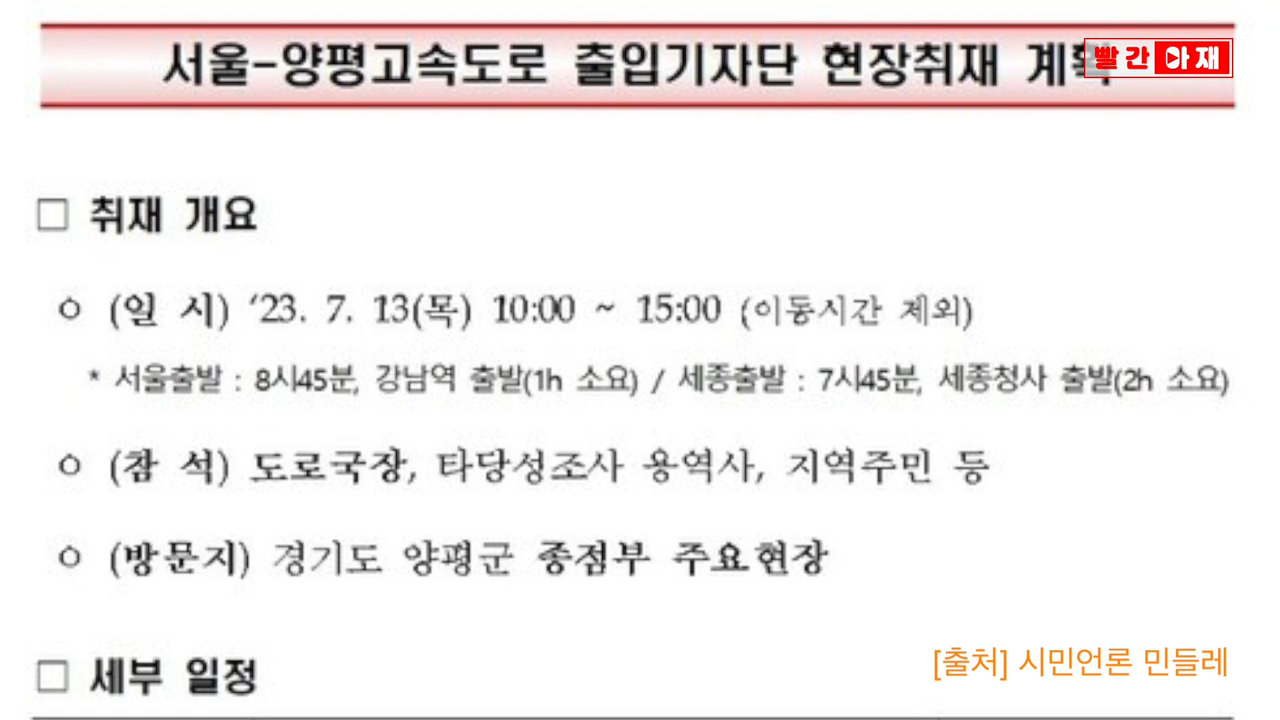 서울-양평고속도로 출입기자단 현장취재 계획
빨간아재
□ 취재 개요
ㅇ (일 시) ‘23. 7. 13(목) 10:00 ~ 15:00 (이동시간 제외)
* 서울출발 : 8시45분, 강남역 출발(1h 소요) / 세종출발 : 7시45분, 세종청사 출발(2h 소요)
ㅇ (참 석) 도로국장, 타당성조사 용역사, 지역주민 등
ㅇ (방문지) 경기도 양평군 종점부 주요현장
□ 세부 일정
[출처] 시민언론 민들레